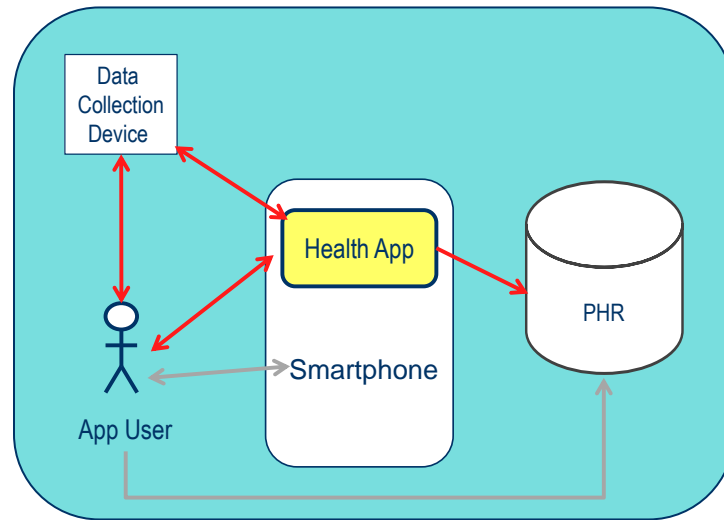 Data
Collection
Device
Health App
PHR
Smartphone
App User